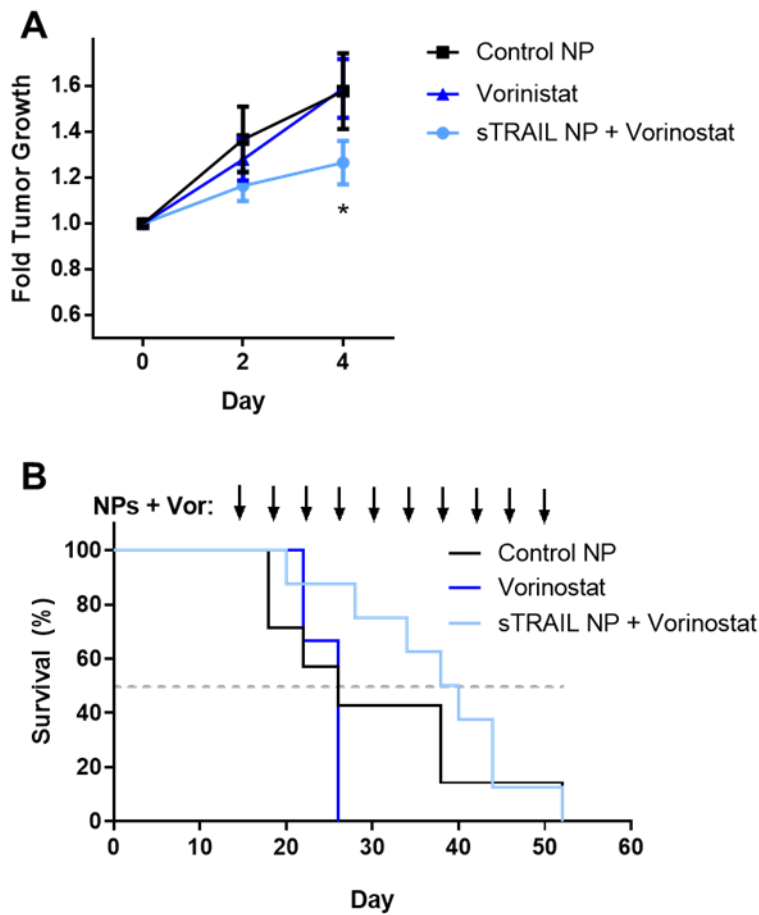 A
Fold Tumor Growth
1.6
1.4
1.2
1.0
0.8
0.6
0
2
4
Day
*
Control NP
Vorinistat
sTRAIL NP + Vorinostat
B
NPs + Vor:
Survival (%)
100
80
60
40
20
0
0
10
20
30
40
50
60
Day
Control NP
Vorinostat
sTRAIL NP + Vorinostat